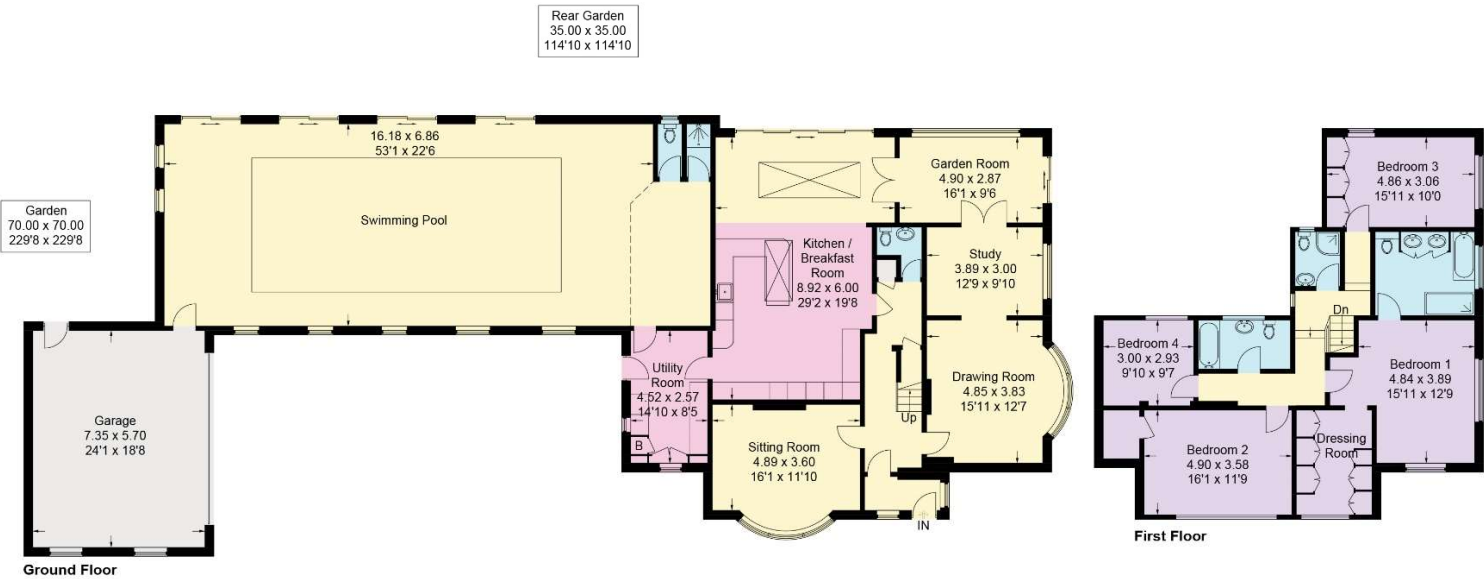 Rear Garden
35.00 x 35.00
114'10 x 114'10
Garden
70.00 x 70.00
229'8 x 229'8
16.18 x 6.86
53'1 x 22'6
Swimming Pool
Garden Room
4.90 x 2.87
16'1 x 9'6
Kitchen /
Breakfast
Room
8.92 x 6.00
29'2 x 19'8
Study
3.89 x 3.00
12'9 x 9'10
Utility
Room
4.52 x 2.57
14'10 x 8'5
B
Drawing Room
4.85 x 3.83
15'11 x 12'7
Up
Garage
7.35 x 5.70
24'1 x 18'8
Sitting Room
4.89 x 3.60
16'1 x 11'10
IN
Ground Floor
Bedroom 3
4.86 x 3.06
15'11 x 10'0
Dn
Bedroom 4
3.00 x 2.93
9'10 x 9'7
Bedroom 1
4.84 x 3.89
15'11 x 12'9
Bedroom 2
4.90 x 3.58
16'1 x 11'9
Dressing
Room
First Floor